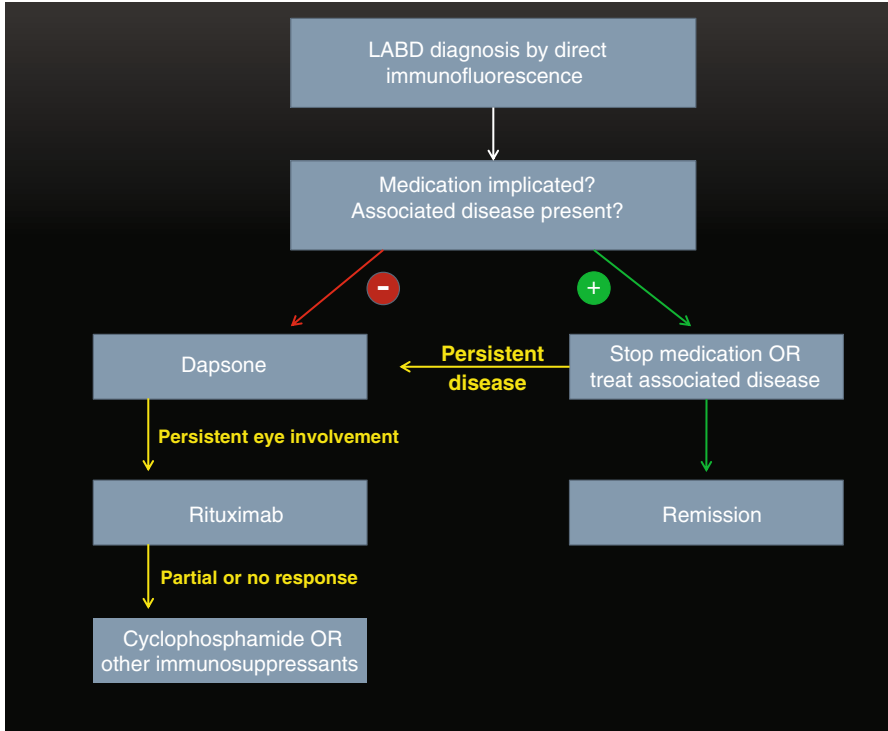 LABD diagnosis by direct
immunofluorescence
Medication implicated?
Associated disease present?
-
+
Dapsone
Persistent
disease
Stop medication OR
treat associated disease
Persistent eye involvement
Rituximab
Remission
Partial or no response
Cyclophosphamide OR
other immunosuppressants